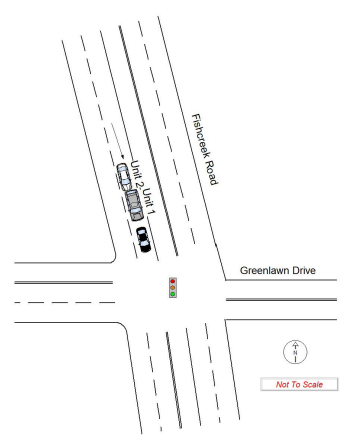 Fishcreek Road
Unit 2
Unit 1
Greenlawn Drive
N
Not To Scale